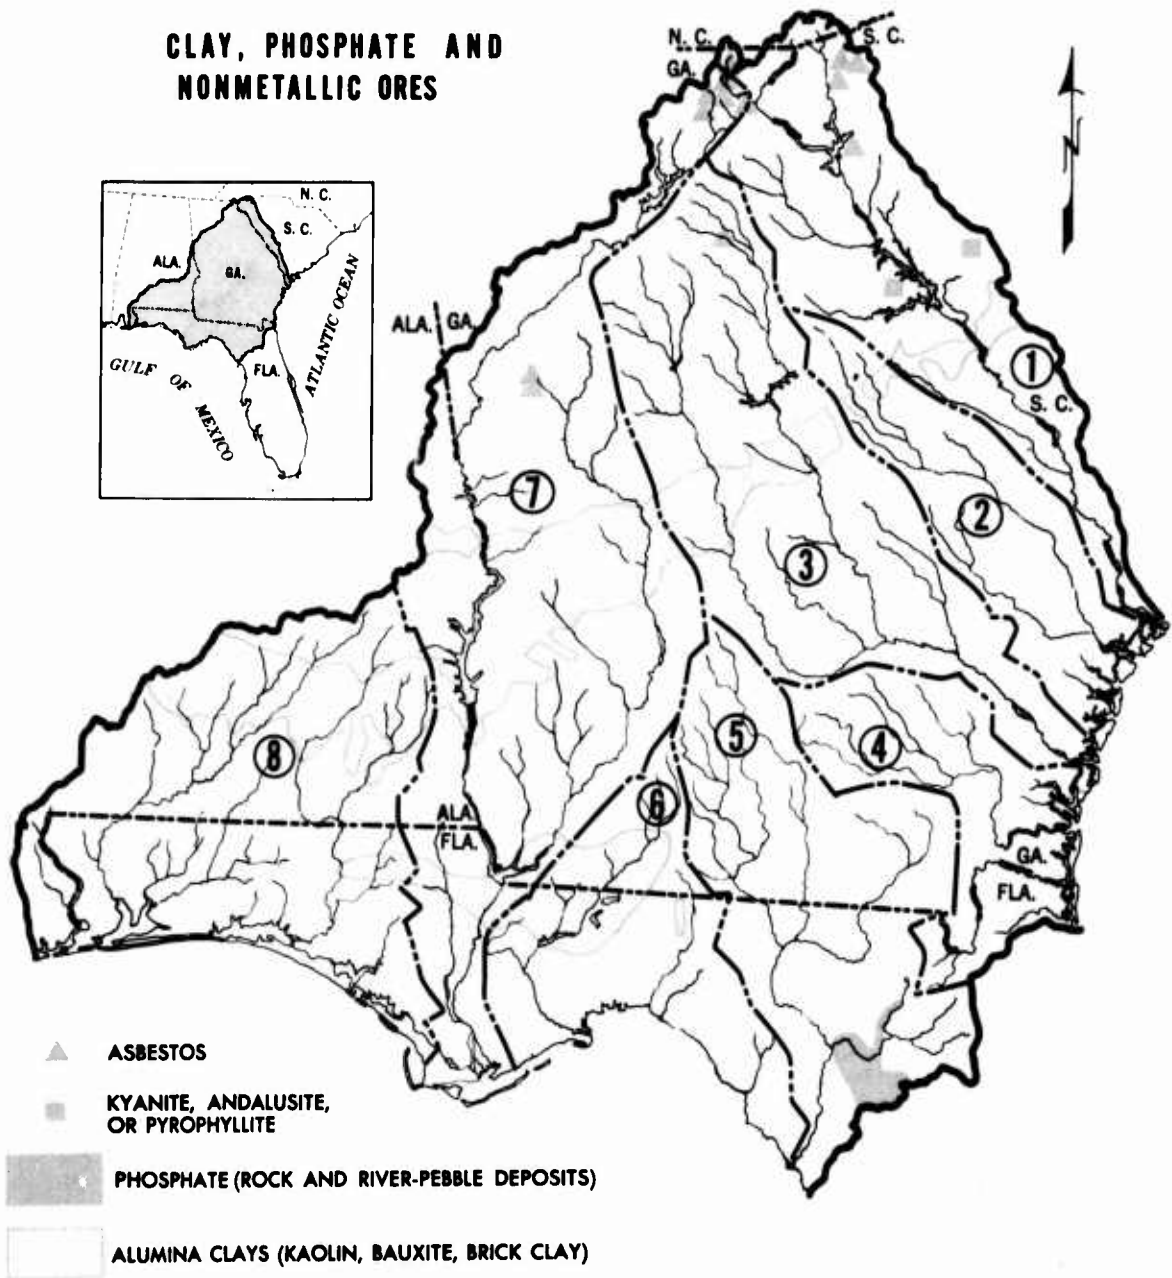 CLAY, PHOSPHATE AND
NONMETALLIC ORES
N. C.
S. C.
GA.
N
N. C.
S. C.
ALA.
GA.
ATLANTIC OCEAN
FLA.
GULF OF MEXICO
ALA.
GA.
1
S. C.
7
2
3
5
4
8
6
ALA.
FLA.
GA.
FLA.
ASBESTOS
KYANITE, ANDALUSITE,
OR PYROPHYLLITE
PHOSPHATE (ROCK AND RIVER-PEBBLE DEPOSITS)
ALUMINA CLAYS (KAOLIN, BAUXITE, BRICK CLAY)